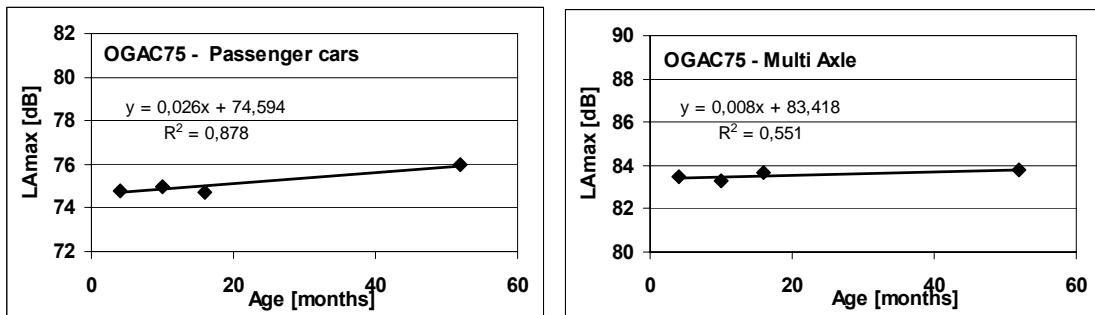 OGAC75 - Passenger cars
y = 0,026x + 74,594
R² = 0,878
LAmax [dB]
82
80
78
76
74
72
0
20
40
60
Age [months]
OGAC75 - Multi Axle
y = 0,008x + 83,418
R² = 0,551
LAmax [dB]
90
88
86
84
82
80
0
20
40
60
Age [months]